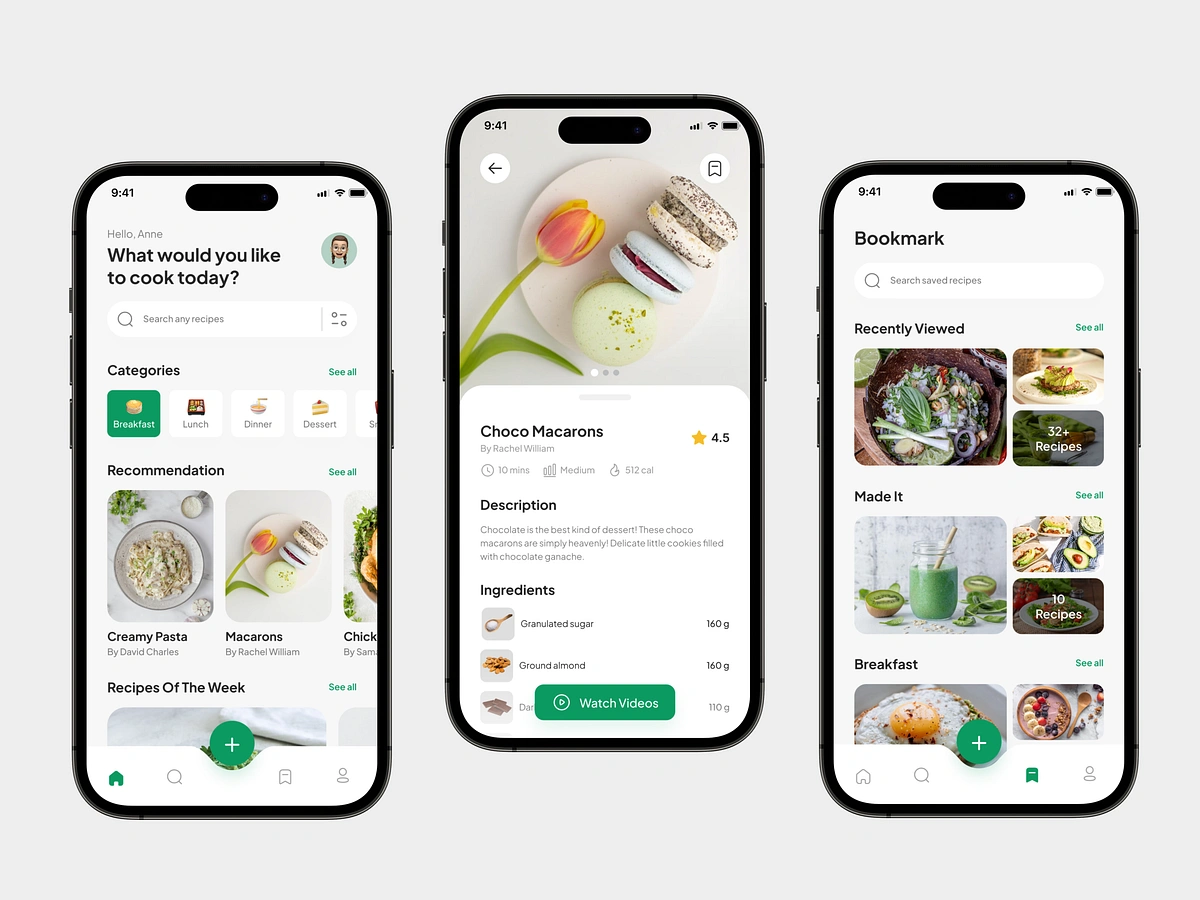 9:41
Hello, Anne
What would you like
to cook today?
Search any recipes
Categories See all
Breakfast Lunch Dinner Dessert
Recommendation See all
Creamy Pasta Macarons Chick
By David Charles By Rachel William By Sama
Recipes Of The Week See all
9:41
Choco Macarons 4.5
By Rachel William
10 mins Medium 512 cal
Description
Chocolate is the best kind of dessert! These choco
macarons are simply heavenly! Delicate little cookies filled
with chocolate ganache.
Ingredients
Granulated sugar 160 g
Ground almond 160 g
Dar 110 g
Watch Videos
9:41
Bookmark
Search saved recipes
Recently Viewed See all
32+
Recipes
Made It See all
10
Recipes
Breakfast See all